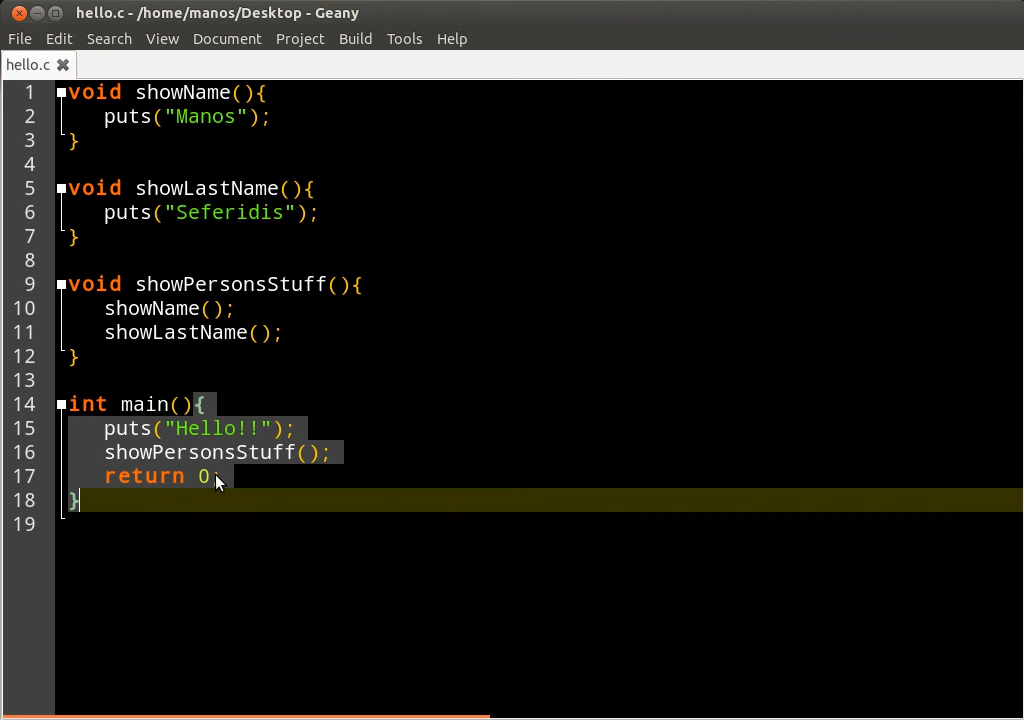 hello.c - /home/manos/Desktop - Geany
File Edit Search View Document Project Build Tools Help
hello.c
1 void showName(){
2 puts("Manos");
3 }
4
5 void showLastName(){
6 puts("Seferidis");
7 }
8
9 void showPersonsStuff(){
10 showName();
11 showLastName();
12 }
13
14 int main(){
15 puts("Hello!!");
16 showPersonsStuff();
17 return 0;
18 }
19